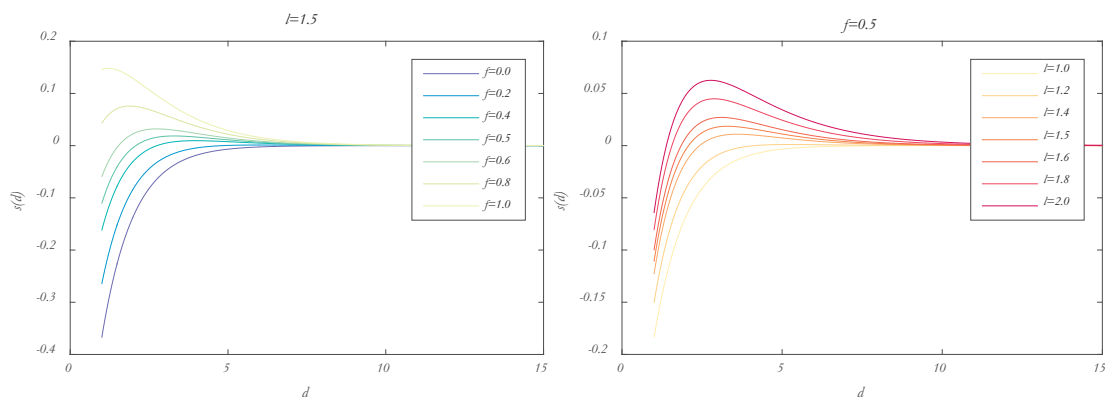 l=1.5
0.2
0.1
0
-0.1
-0.2
-0.3
-0.4
s(d)
0
5
10
15
d
f=0.0
f=0.2
f=0.4
f=0.5
f=0.6
f=0.8
f=1.0
f=0.5
0.1
0.05
0
-0.05
-0.1
-0.15
-0.2
s(d)
0
5
10
15
d
l=1.0
l=1.2
l=1.4
l=1.5
l=1.6
l=1.8
l=2.0